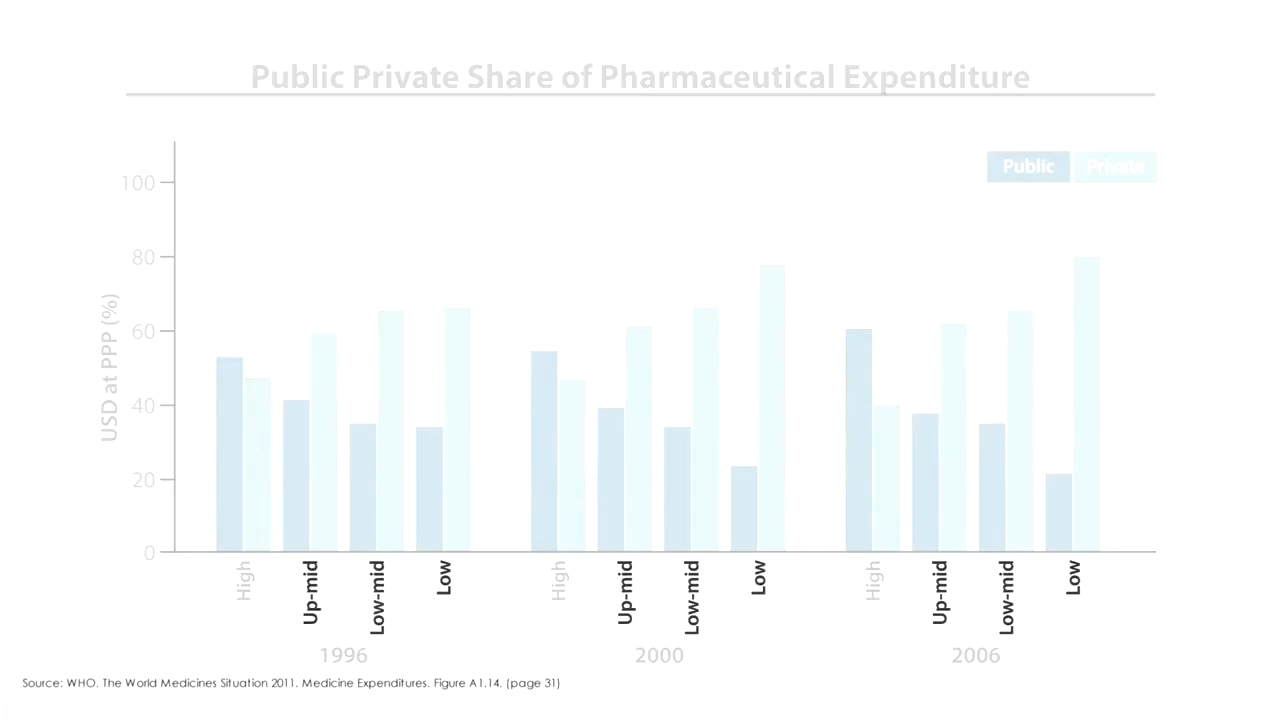 Public Private Share of Pharmaceutical Expenditure
Public Private
USD at PPP (%)
100
80
60
40
20
0
High Up-mid Low-mid Low High Up-mid Low-mid Low High Up-mid Low-mid Low
1996 2000 2006
Source: WHO. The World Medicines Situation 2011. Medicine Expenditures. Figure A1.14. (page 31)